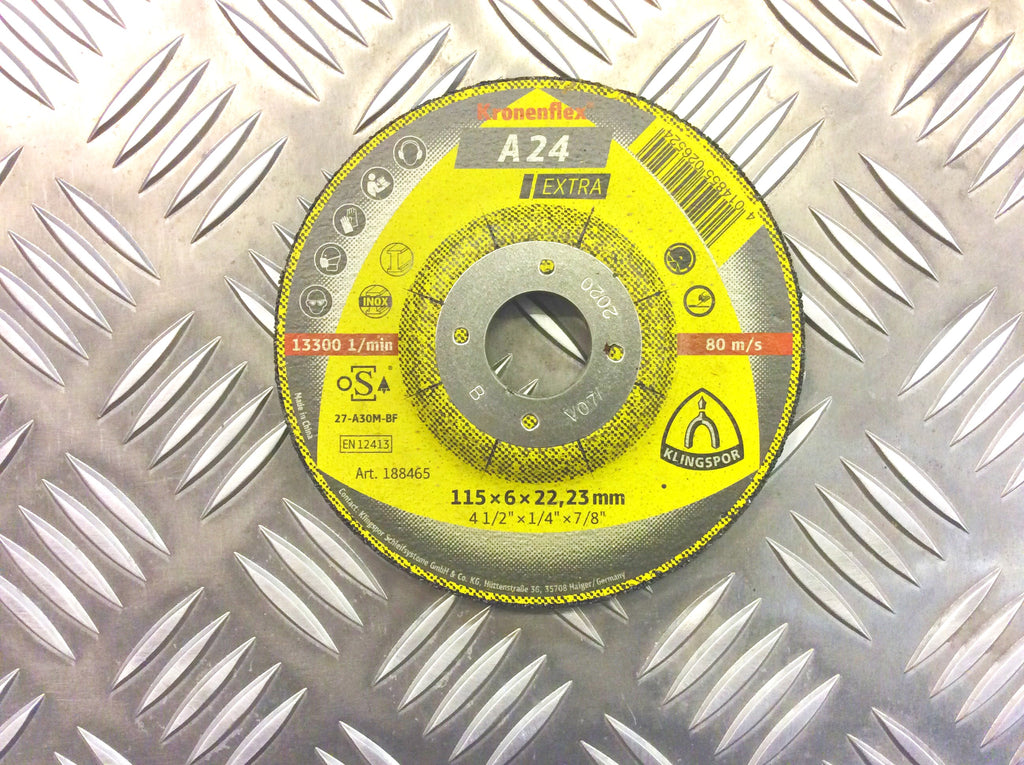 Kronenflex®
A 24
EXTRA
INOX
2020
13300 1/min
80 m/s
oSa
27-A30M-BF
EN 12413
Art. 188465
B
V07/
KLINGSPOR
115 × 6 × 22,23 mm
4 1/2" × 1/4" × 7/8"
Made in China
Contact: Klingspor Schleifsysteme GmbH & Co. KG, Hüttenstraße 36, 35708 Haiger/Germany